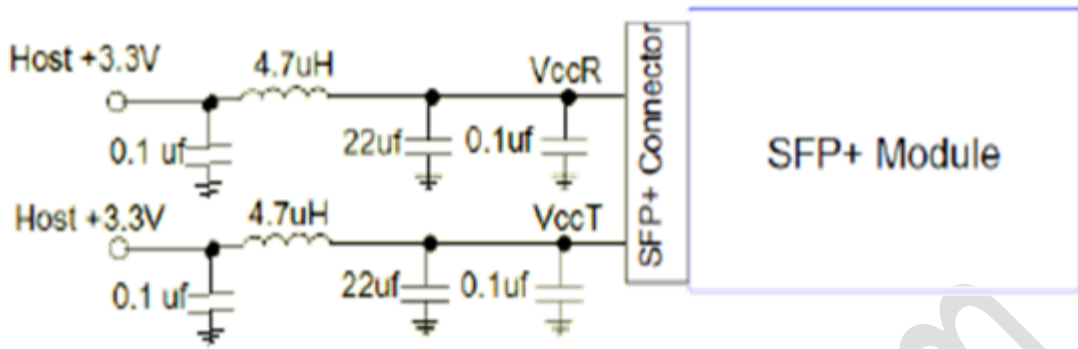 Host +3.3V
4.7uH
VccR
0.1 uf
22uf
0.1uf
SFP+ Connector
SFP+ Module
Host +3.3V
4.7uH
VccT
0.1 uf
22uf
0.1uf